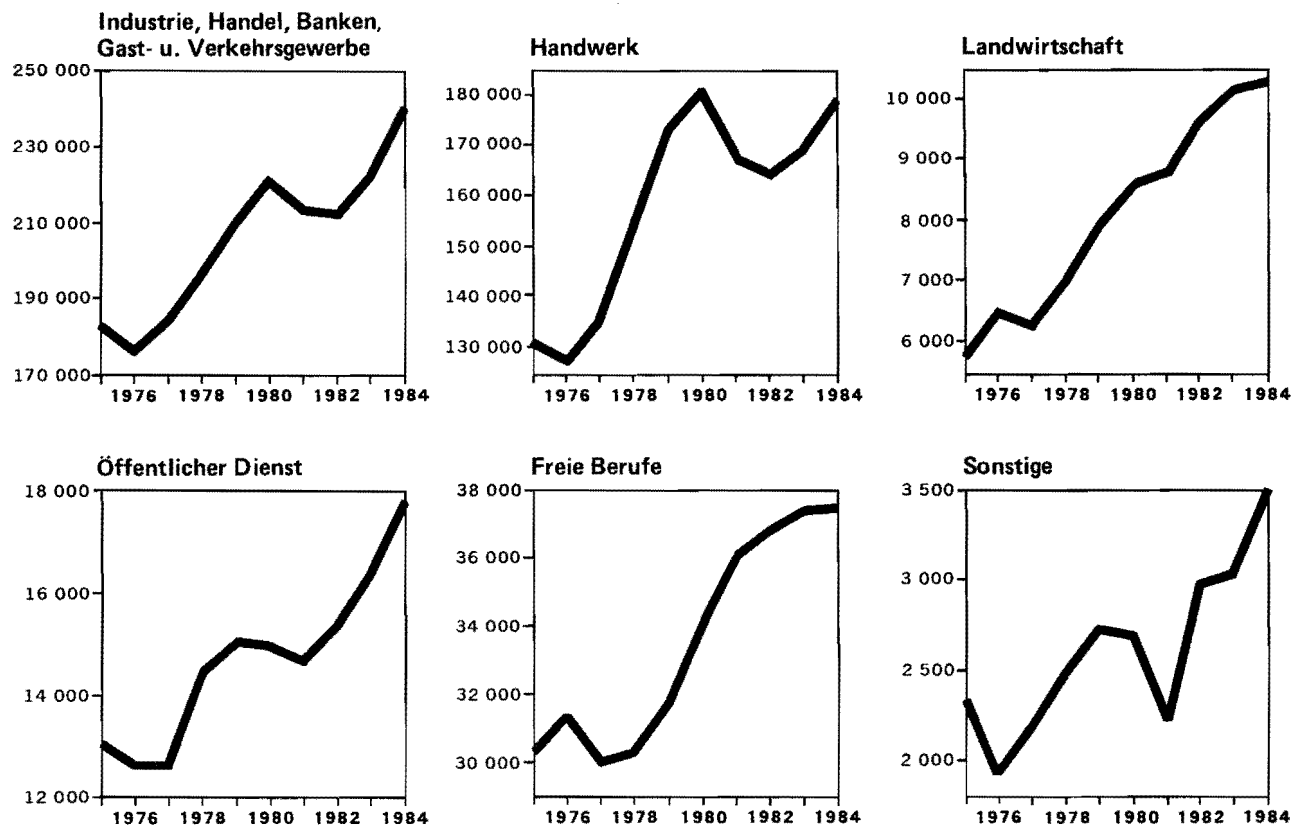 Industrie, Handel, Banken,
Gast- u. Verkehrsgewerbe
250 000
230 000
210 000
190 000
170 000
1976 1978 1980 1982 1984
Handwerk
180 000
170 000
160 000
150 000
140 000
130 000
1976 1978 1980 1982 1984
Landwirtschaft
10 000
9 000
8 000
7 000
6 000
1976 1978 1980 1982 1984
Öffentlicher Dienst
18 000
16 000
14 000
12 000
1976 1978 1980 1982 1984
Freie Berufe
38 000
36 000
34 000
32 000
30 000
1976 1978 1980 1982 1984
Sonstige
3 500
3 000
2 500
2 000
1976 1978 1980 1982 1984